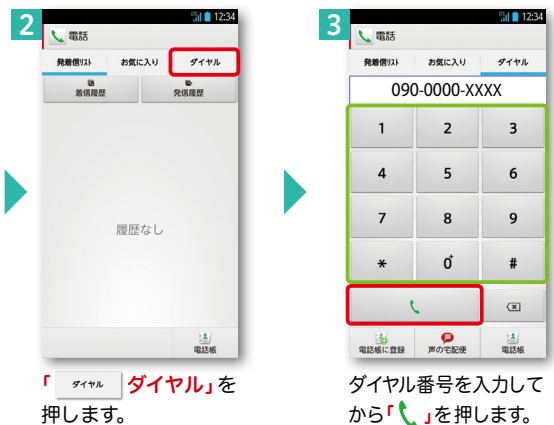 2
12:34
電話
発着信リスト お気に入り ダイヤル
着信履歴 発信履歴
履歴なし
電話帳
「 ダイヤル ダイヤル」を
押します。
3
12:34
電話
発着信リスト お気に入り ダイヤル
090-0000-XXXX
1 2 3
4 5 6
7 8 9
* 0+ #
電話帳に登録 声の宅配便 電話帳
ダイヤル番号を入力して
から「 」を押します。